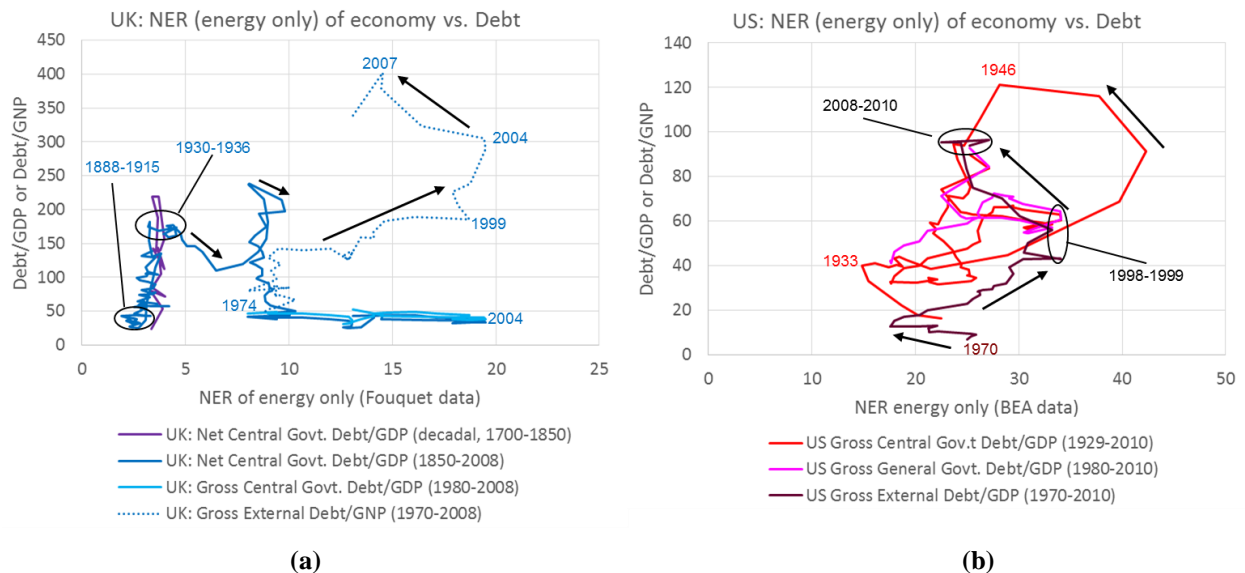 UK: NER (energy only) of economy vs. Debt
450
400
350
300
250
200
150
100
50
0
Debt/GDP or Debt/GNP
2007
2004
1930-1936
1888-1915
1999
1974
2004
0 5 10 15 20 25
NER of energy only (Fouquet data)
UK: Net Central Govt. Debt/GDP (decadal, 1700-1850)
UK: Net Central Govt. Debt/GDP (1850-2008)
UK: Gross Central Govt. Debt/GDP (1980-2008)
UK: Gross External Debt/GNP (1970-2008)
(a)
US: NER (energy only) of economy vs. Debt
140
120
100
80
60
40
20
0
Debt/GDP or Debt/GNP
1946
2008-2010
1933
1998-1999
1970
0 10 20 30 40 50
NER energy only (BEA data)
US Gross Central Gov.t Debt/GDP (1929-2010)
US Gross General Govt. Debt/GDP (1980-2010)
US Gross External Debt/GDP (1970-2010)
(b)